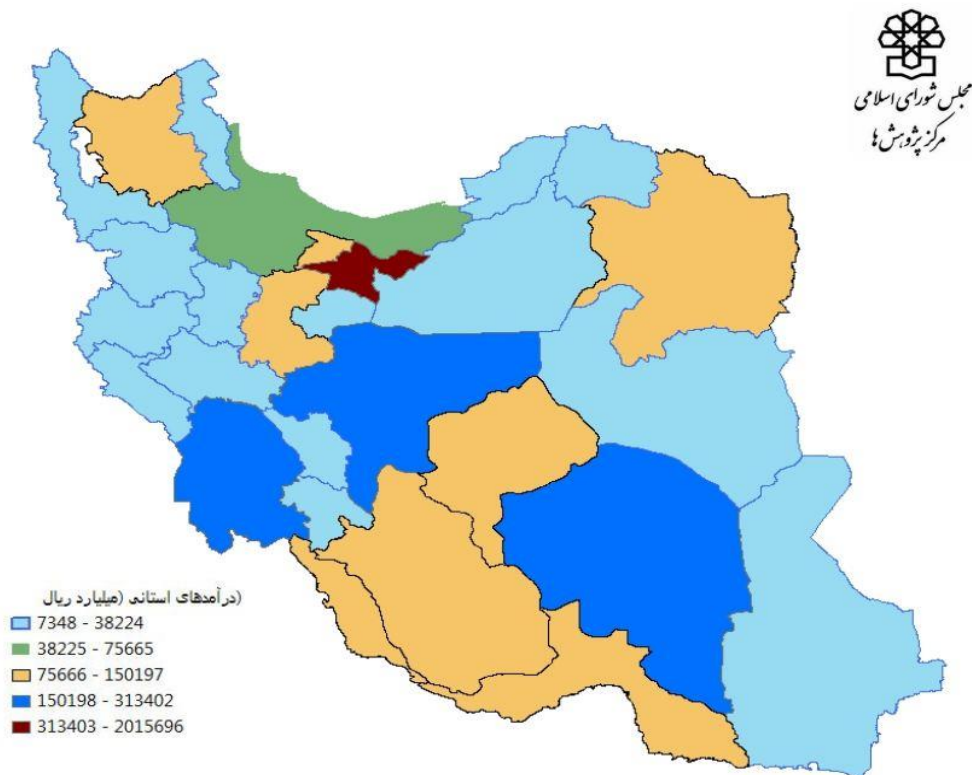 مجلس شورای اسلامی
مرکز پژوهش‌ها
درآمدهای استانی (میلیارد ریال)
7348 - 38224
38225 - 75665
75666 - 150197
150198 - 313402
313403 - 2015696